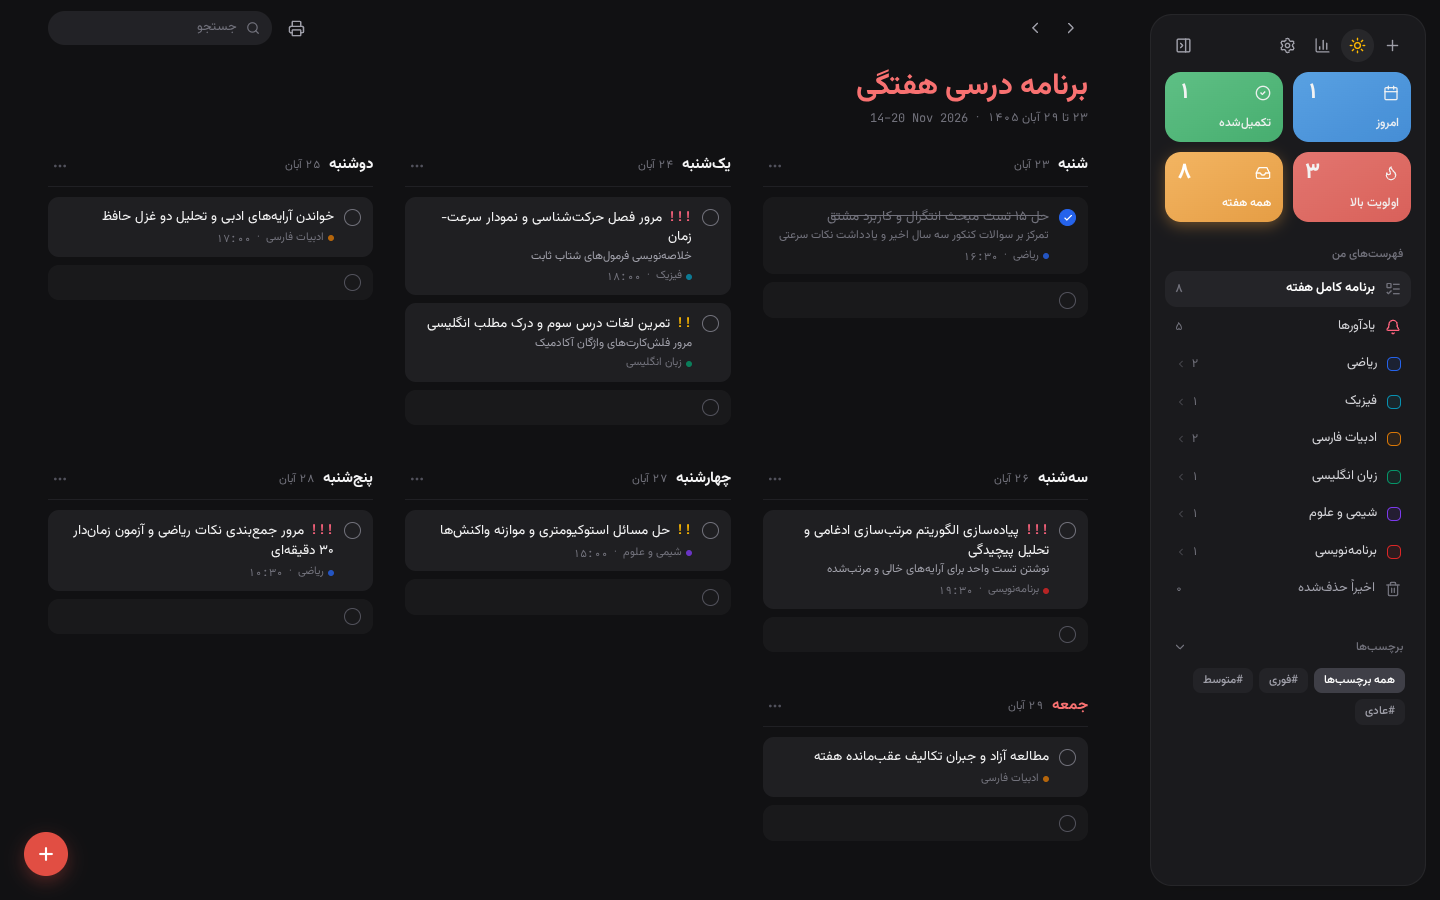 جستجو
برنامه درسی هفتگی
۲۳ تا ۲۹ آبان ۱۴۰۵ · 14–20 Nov 2026
شنبه ۲۳ آبان
حل ۱۵ تست مبحث انتگرال و کاربرد مشتق
تمرکز بر سوالات کنکور سه سال اخیر و یادداشت نکات سرعتی
ریاضی · ۱۶:۳۰
یک‌شنبه ۲۴ آبان
!!! مرور فصل حرکت‌شناسی و نمودار سرعت-
زمان
خلاصه‌نویسی فرمول‌های شتاب ثابت
فیزیک · ۱۸:۰۰
!! تمرین لغات درس سوم و درک مطلب انگلیسی
مرور فلش‌کارت‌های واژگان آکادمیک
زبان انگلیسی
دوشنبه ۲۵ آبان
خواندن آرایه‌های ادبی و تحلیل دو غزل حافظ
ادبیات فارسی · ۱۷:۰۰
سه‌شنبه ۲۶ آبان
!!! پیاده‌سازی الگوریتم مرتب‌سازی ادغامی و
تحلیل پیچیدگی
نوشتن تست واحد برای آرایه‌های خالی و مرتب‌شده
برنامه‌نویسی · ۱۹:۳۰
چهارشنبه ۲۷ آبان
!! حل مسائل استوکیومتری و موازنه واکنش‌ها
شیمی و علوم · ۱۵:۰۰
پنج‌شنبه ۲۸ آبان
!!! مرور جمع‌بندی نکات ریاضی و آزمون زمان‌دار
۳۰ دقیقه‌ای
ریاضی · ۱۰:۳۰
جمعه ۲۹ آبان
مطالعه آزاد و جبران تکالیف عقب‌مانده هفته
ادبیات فارسی
۱
امروز
۱
تکمیل‌شده
۳
اولویت بالا
۸
همه هفته
فهرست‌های من
برنامه کامل هفته ۸
یادآورها ۵
ریاضی ۲
فیزیک ۱
ادبیات فارسی ۲
زبان انگلیسی ۱
شیمی و علوم ۱
برنامه‌نویسی ۱
اخیراً حذف‌شده ۰
برچسب‌ها
همه برچسب‌ها #فوری #متوسط
#عادی